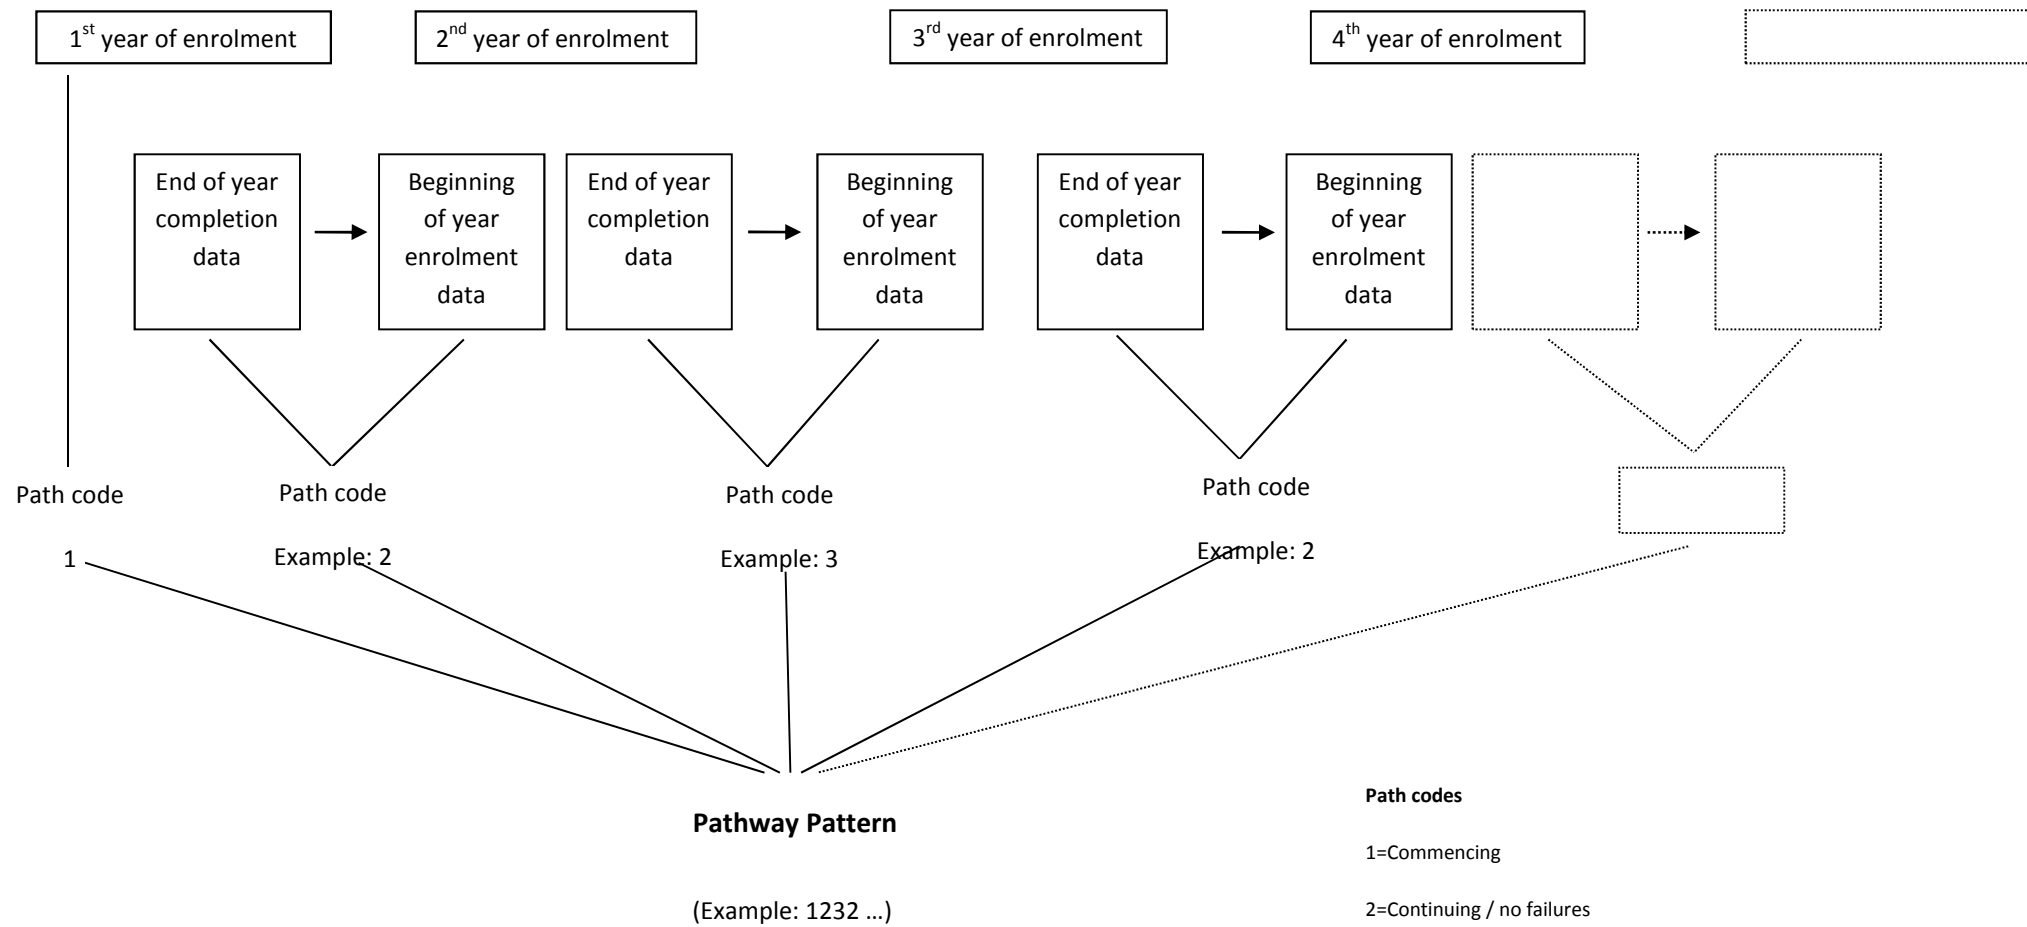 1st year of enrolment
2nd year of enrolment
3rd year of enrolment
4th year of enrolment
End of year
completion
data
Beginning
of year
enrolment
data
End of year
completion
data
Beginning
of year
enrolment
data
End of year
completion
data
Beginning
of year
enrolment
data
Path code
1
Path code
Example: 2
Path code
Example: 3
Path code
Example: 2
Pathway Pattern
(Example: 1232 ...)
Path codes
1=Commencing
2=Continuing / no failures